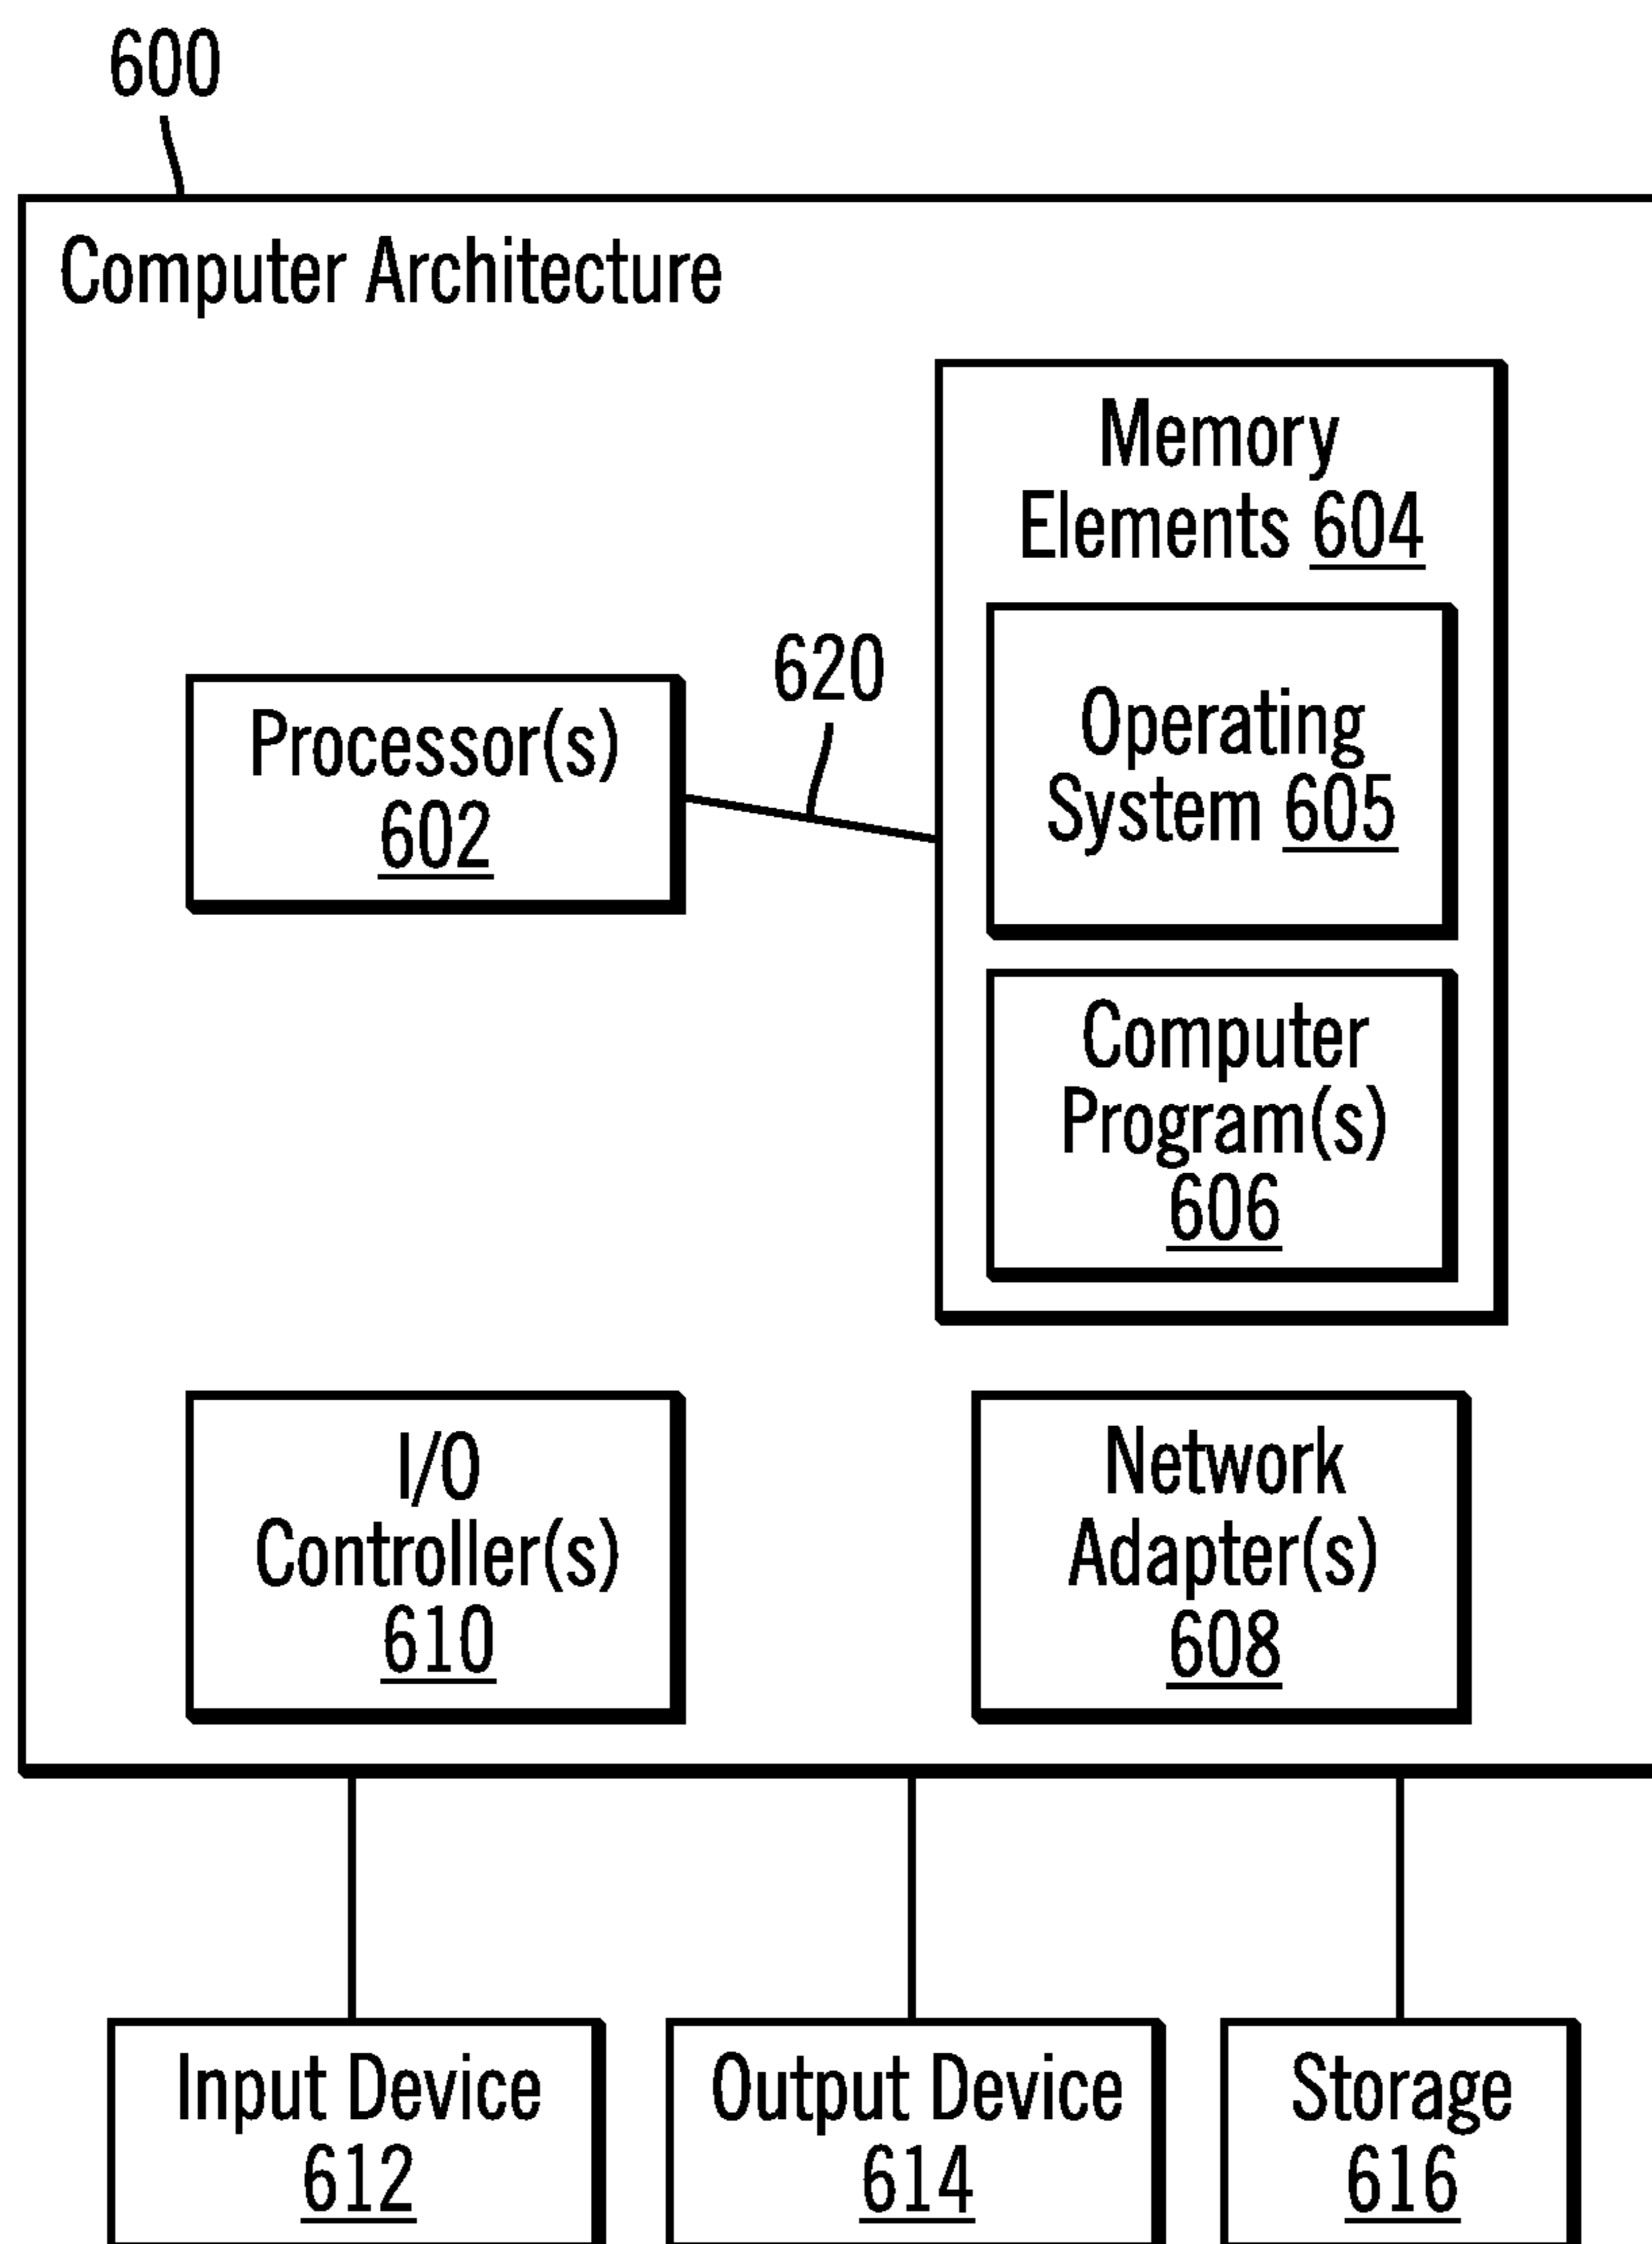 600
Computer Architecture
Memory
Elements 604
Operating
System 605
620
Processor(s)
602
Computer
Program(s)
606
I/O
Controller(s)
610
Network
Adapter(s)
608
Input Device
612
Output Device
614
Storage
616